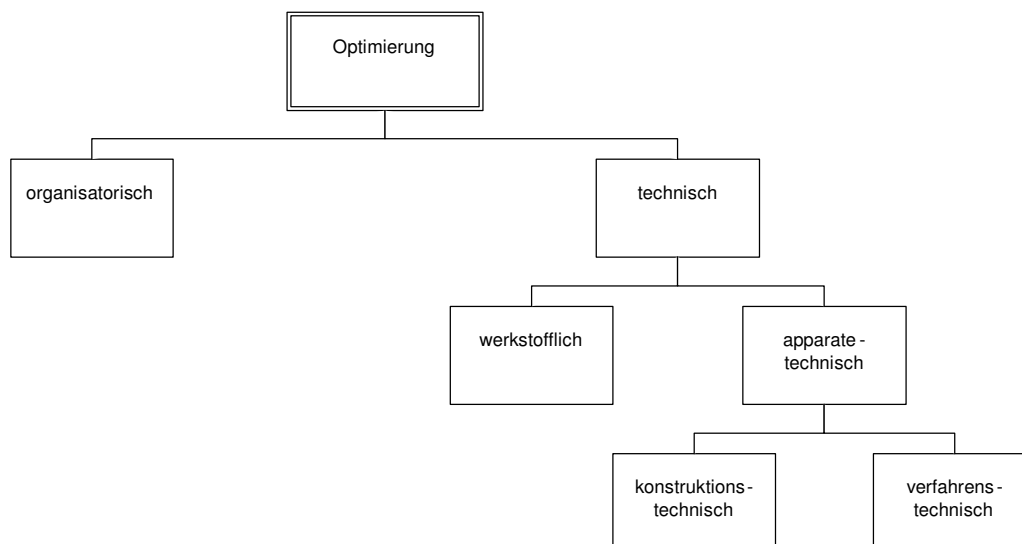 Optimierung
organisatorisch
technisch
werkstofflich
apparate-
technisch
konstruktions-
technisch
verfahrens-
technisch